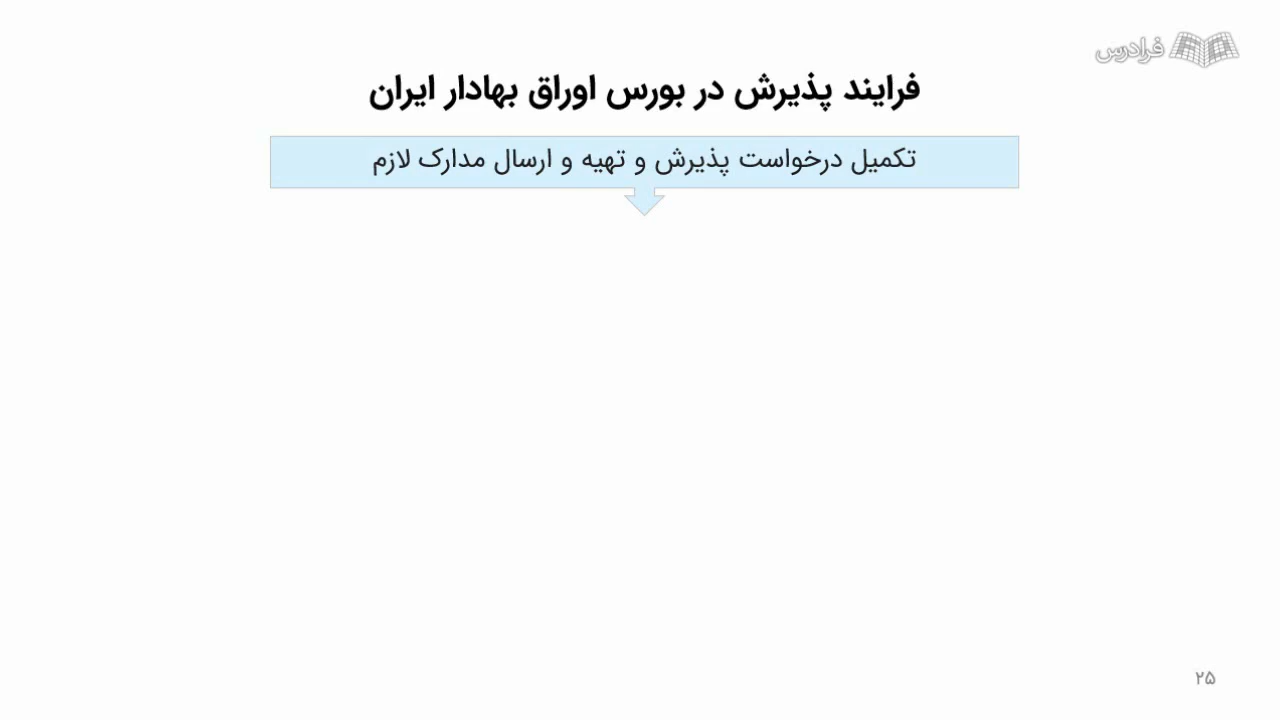 فرادرس
فرایند پذیرش در بورس اوراق بهادار ایران
تکمیل درخواست پذیرش و تهیه و ارسال مدارک لازم
۲۵